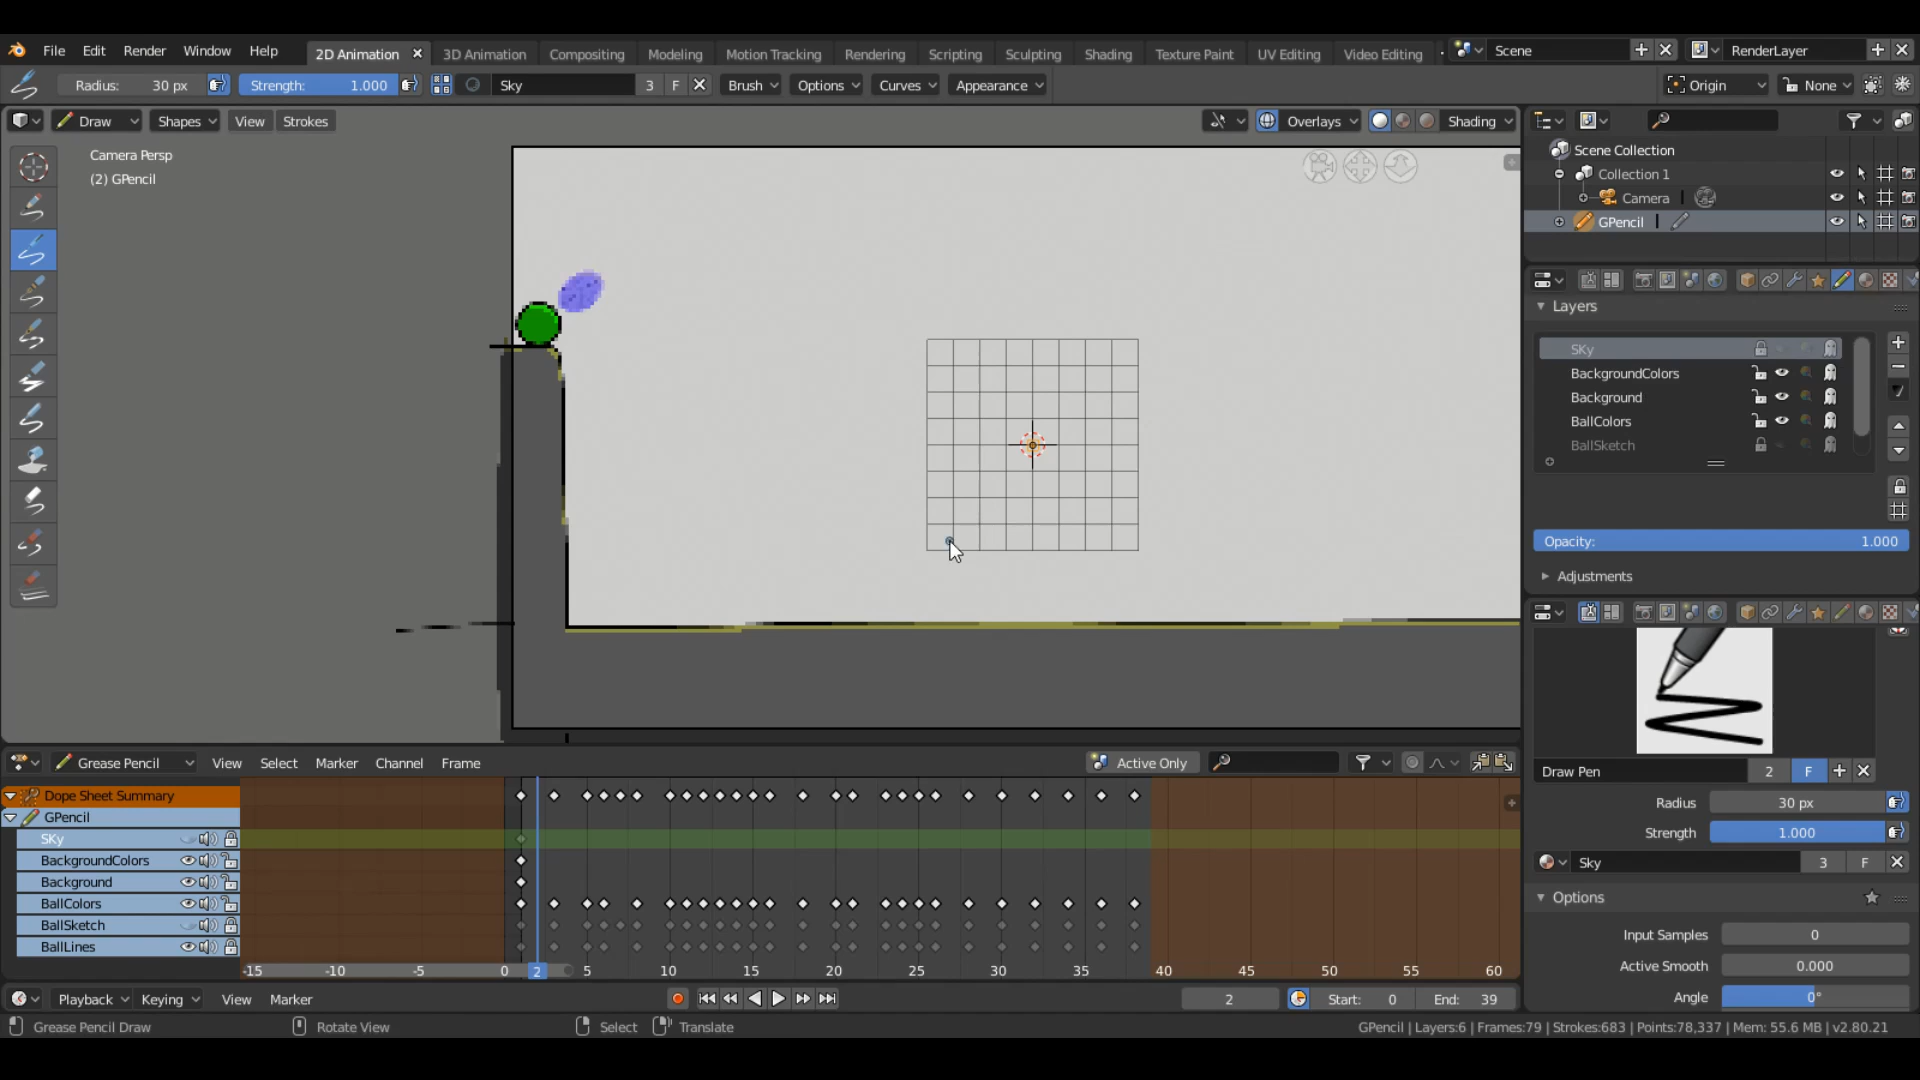 File Edit Render Window Help 2D Animation 3D Animation Compositing Modeling Motion Tracking Rendering Scripting Sculpting Shading Texture Paint UV Editing Video Editing Scene RenderLayer
Radius: 30 px Strength: 1.000 Sky 3 F Brush Options Curves Appearance Origin None
Draw Shapes View Strokes Overlays Shading
Camera Persp
(2) GPencil
Scene Collection
Collection 1
Camera
GPencil
Layers
SKy
BackgroundColors
Background
BallColors
BallSketch
Opacity: 1.000
Adjustments
Draw Pen 2 F
Radius 30 px
Strength 1.000
Sky 3 F
Options
Input Samples 0
Active Smooth 0.000
Angle 0°
Grease Pencil View Select Marker Channel Frame Active Only
Dope Sheet Summary
GPencil
SKy
BackgroundColors
Background
BallColors
BallSketch
BallLines
-15 -10 -5 0 2 5 10 15 20 25 30 35 40 45 50 55 60
Playback Keying View Marker 2 Start: 0 End: 39
Grease Pencil Draw Rotate View Select Translate GPencil | Layers:6 | Frames:79 | Strokes:683 | Points:78,337 | Mem: 55.6 MB | v2.80.21